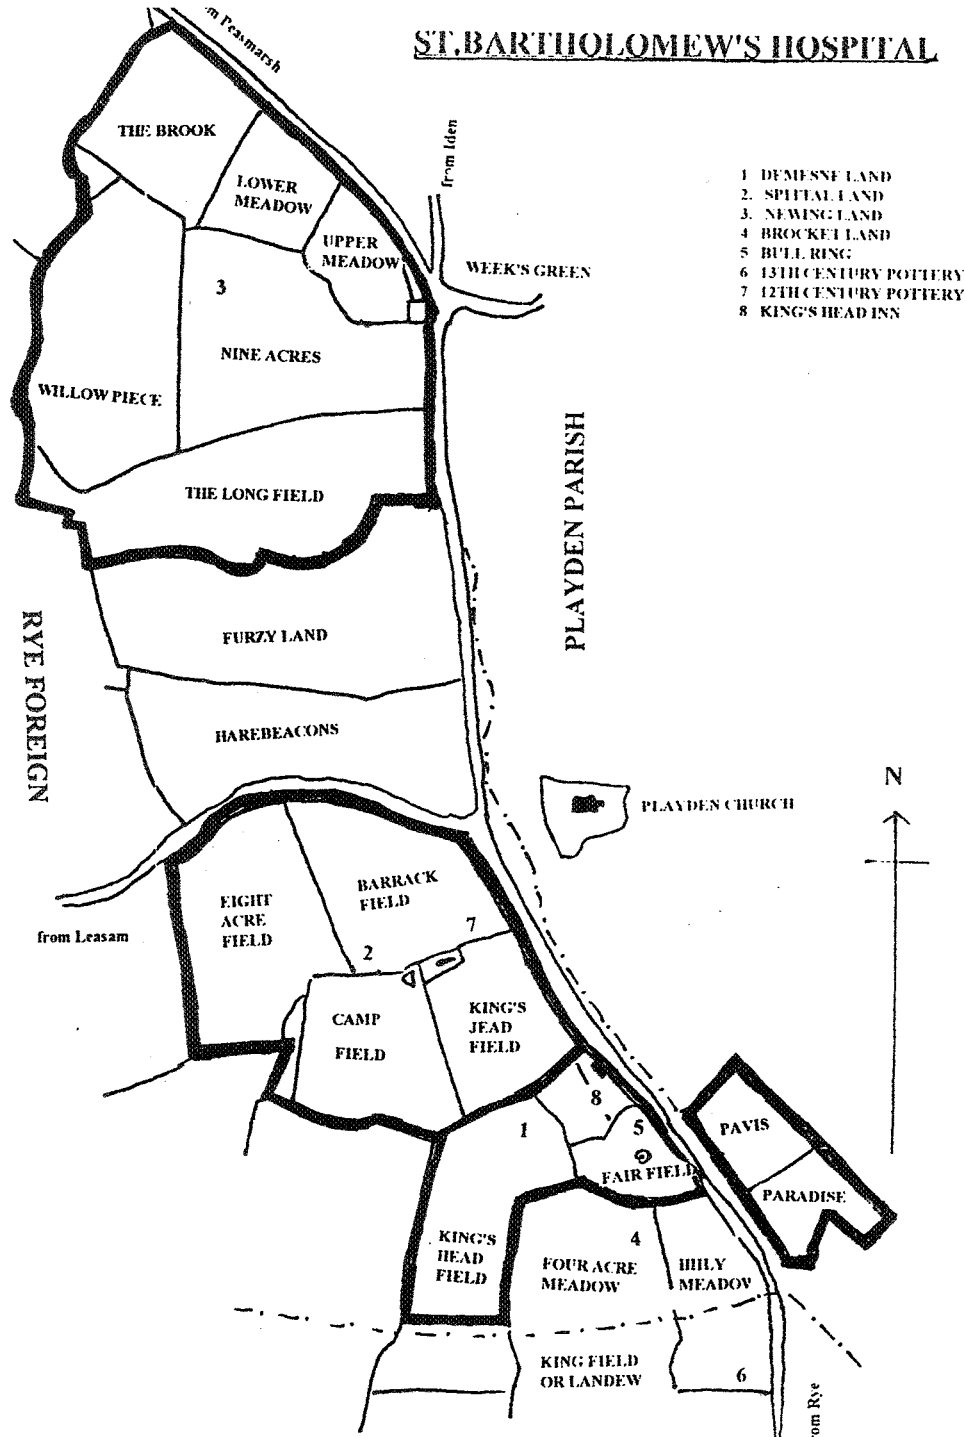 ST.BARTHOLOMEW'S HOSPITAL
om Peasmarsh
from Iden
1 DEMESNE LAND
2. SPITTAL LAND
3. NEWING LAND
4 BROCKET LAND
5 BULL RING
6 13TH CENTURY POTTERY
7 12TH CENTURY POTTERY
8 KING'S HEAD INN
THE BROOK
LOWER
MEADOW
UPPER
MEADOW
WEEK'S GREEN
3
NINE ACRES
WILLOW PIECE
THE LONG FIELD
PLAYDEN PARISH
RYE FOREIGN
FURZY LAND
HAREBEACONS
N
PLAYDEN CHURCH
BARRACK
FIELD
EIGHT
ACRE
FIELD
7
from Leasam
2
KING'S
JEAD
FIELD
CAMP
FIELD
8
1
5
PAVIS
FAIR FIELD
PARADISE
KING'S
HEAD
FIELD
4
FOUR ACRE
MEADOW
MEADOW
KING FIELD
OR LANDEW
6
rom Rye